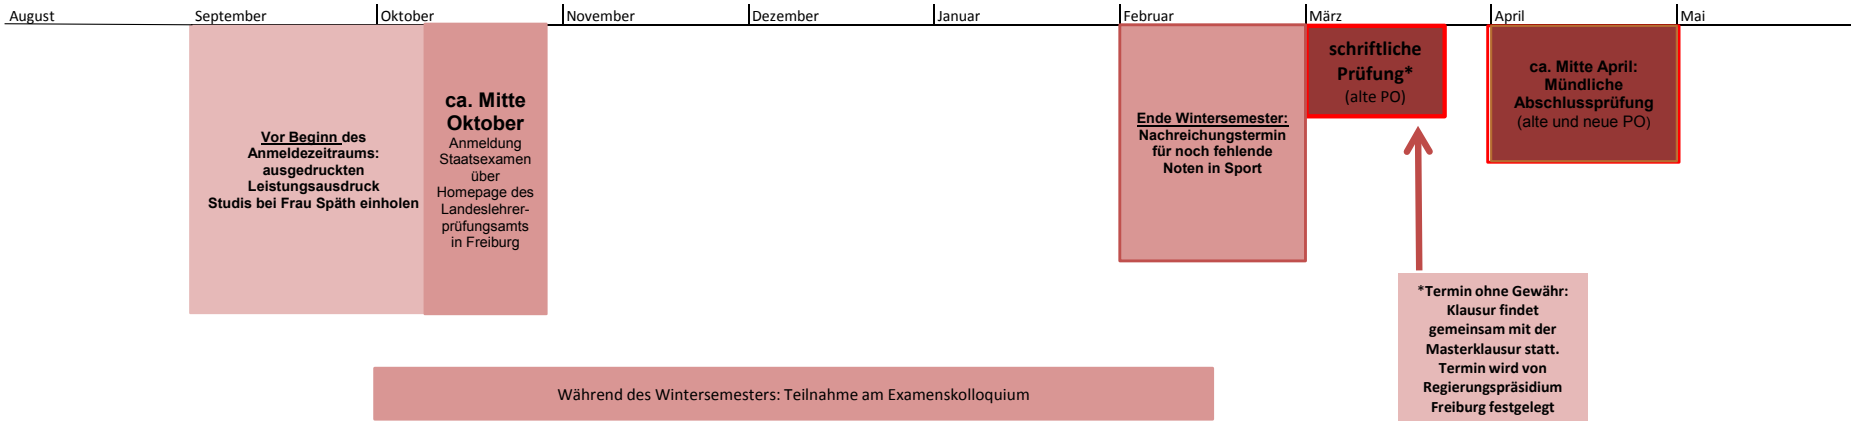 August
September
Oktober
November
Dezember
Januar
Februar
März
April
Mai
Vor Beginn des
Anmeldezeitraums:
ausgedruckten
Leistungsausdruck
Studis bei Frau Späth einholen
ca. Mitte
Oktober
Anmeldung
Staatsexamen
über
Homepage des
Landeslehrer-
prüfungsamts
in Freiburg
Ende Wintersemester:
Nachreichungstermin
für noch fehlende
Noten in Sport
schriftliche
Prüfung*
(alte PO)
ca. Mitte April:
Mündliche
Abschlussprüfung
(alte und neue PO)
*Termin ohne Gewähr:
Klausur findet
gemeinsam mit der
Masterklausur statt.
Termin wird von
Regierungspräsidium
Freiburg festgelegt
Während des Wintersemesters: Teilnahme am Examenskolloquium